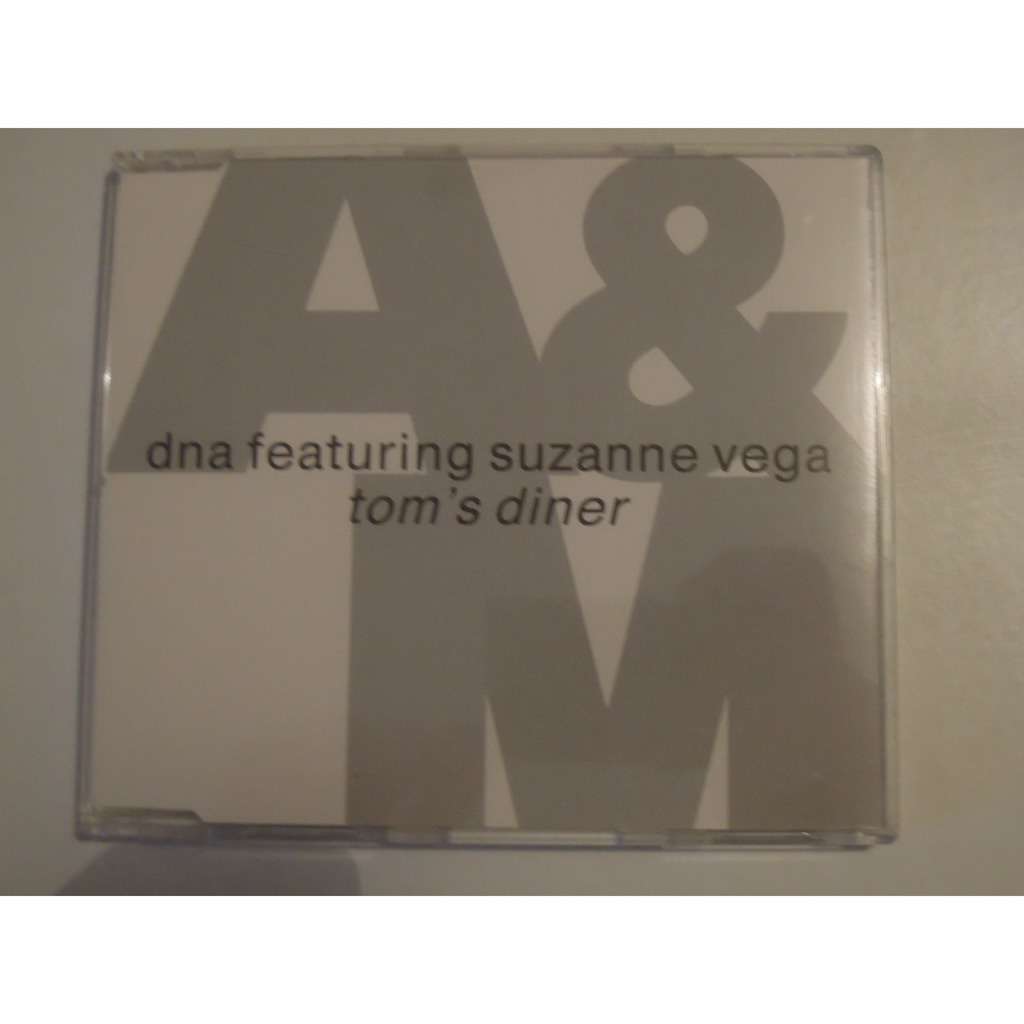 A&
M
dna featuring suzanne vega
tom's diner